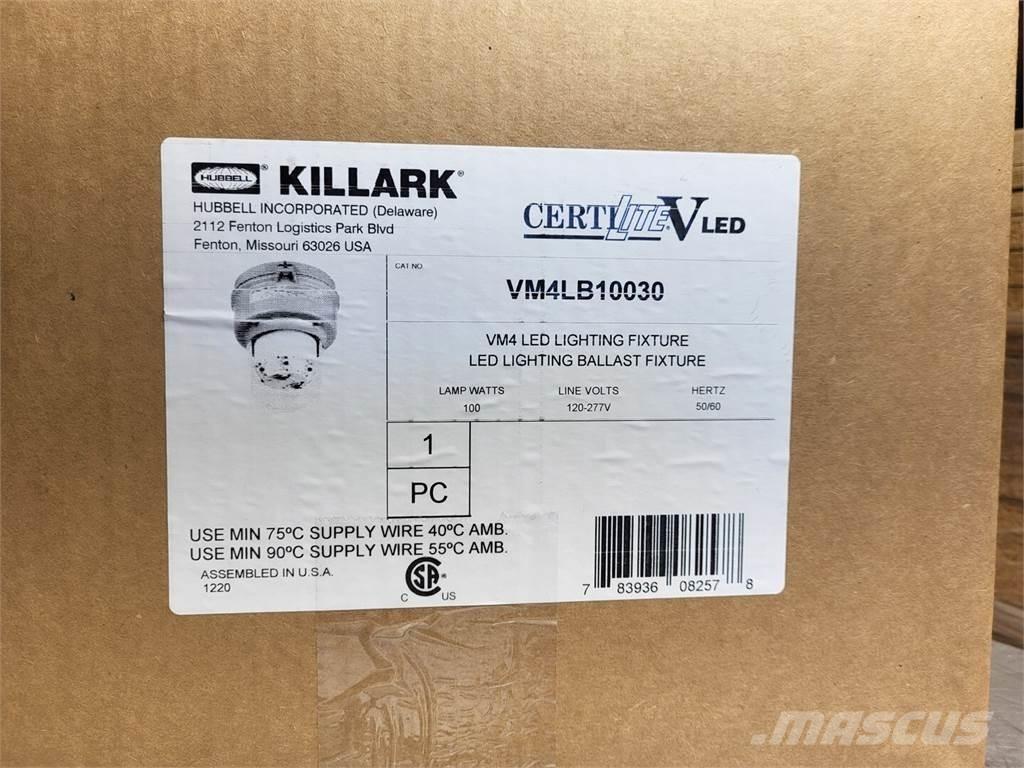 HUBBELL® KILLARK®
HUBBELL INCORPORATED (Delaware)
2112 Fenton Logistics Park Blvd
Fenton, Missouri 63026 USA
CERTILITE® V LED
CAT NO.
VM4LB10030
VM4 LED LIGHTING FIXTURE
LED LIGHTING BALLAST FIXTURE
LAMP WATTS LINE VOLTS HERTZ
100 120-277V 50/60
1
PC
USE MIN 75ºC SUPPLY WIRE 40ºC AMB.
USE MIN 90ºC SUPPLY WIRE 55ºC AMB.
ASSEMBLED IN U.S.A.
1220
C SA® US
7 83936 08257 8
MASCUS